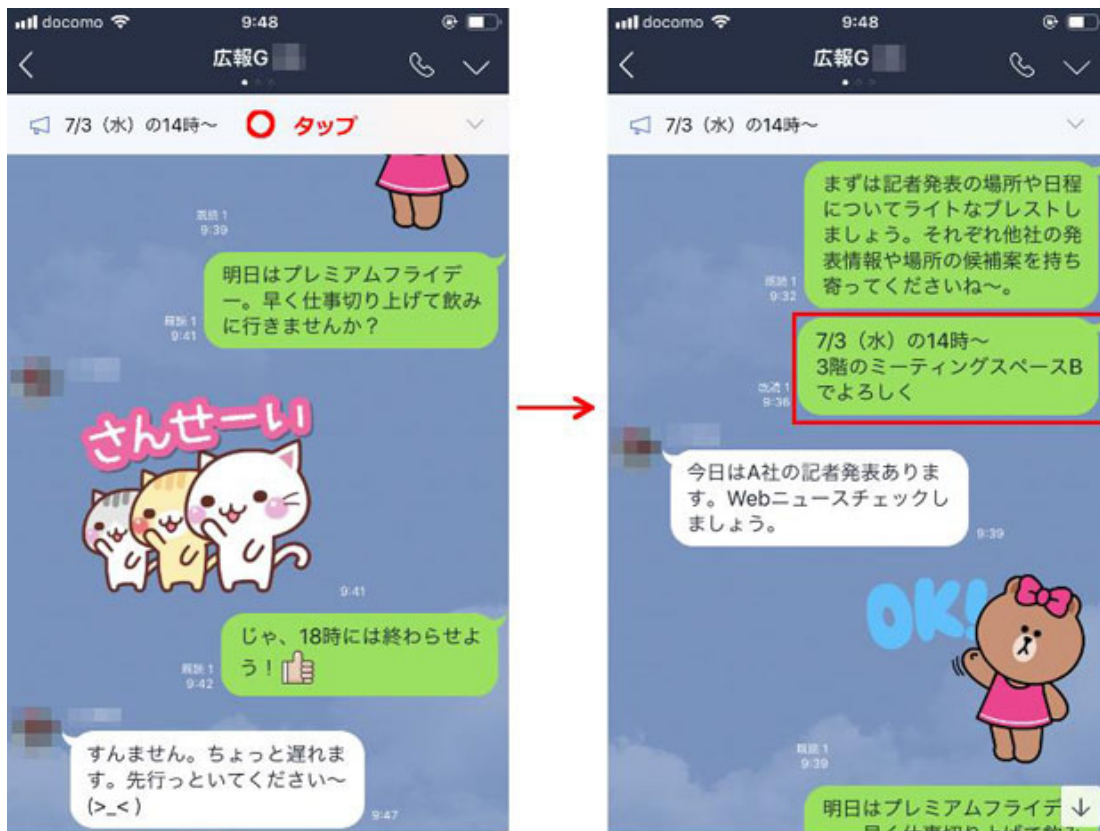 docomo 9:48
広報G
7/3（水）の14時〜 タップ
既読 1
9:39
明日はプレミアムフライデ
ー。早く仕事切り上げて飲み
に行きませんか？
既読 1
9:41
さんせーい
9:41
じゃ、18時には終わらせよ
う！
既読 1
9:42
すんません。ちょっと遅れま
す。先行っといてください〜
(>_< )
9:47
docomo 9:48
広報G
7/3（水）の14時〜
まずは記者発表の場所や日程
についてライトなブレストし
ましょう。それぞれ他社の発
表情報や場所の候補案を持ち
寄ってくださいね〜。
既読 1
9:32
7/3（水）の14時〜
3階のミーティングスペースB
でよろしく
既読 1
9:36
今日はA社の記者発表ありま
す。Webニュースチェックし
ましょう。
9:39
OK!
既読 1
9:39
明日はプレミアムフライデ
ー。早く仕事切り上げて飲み